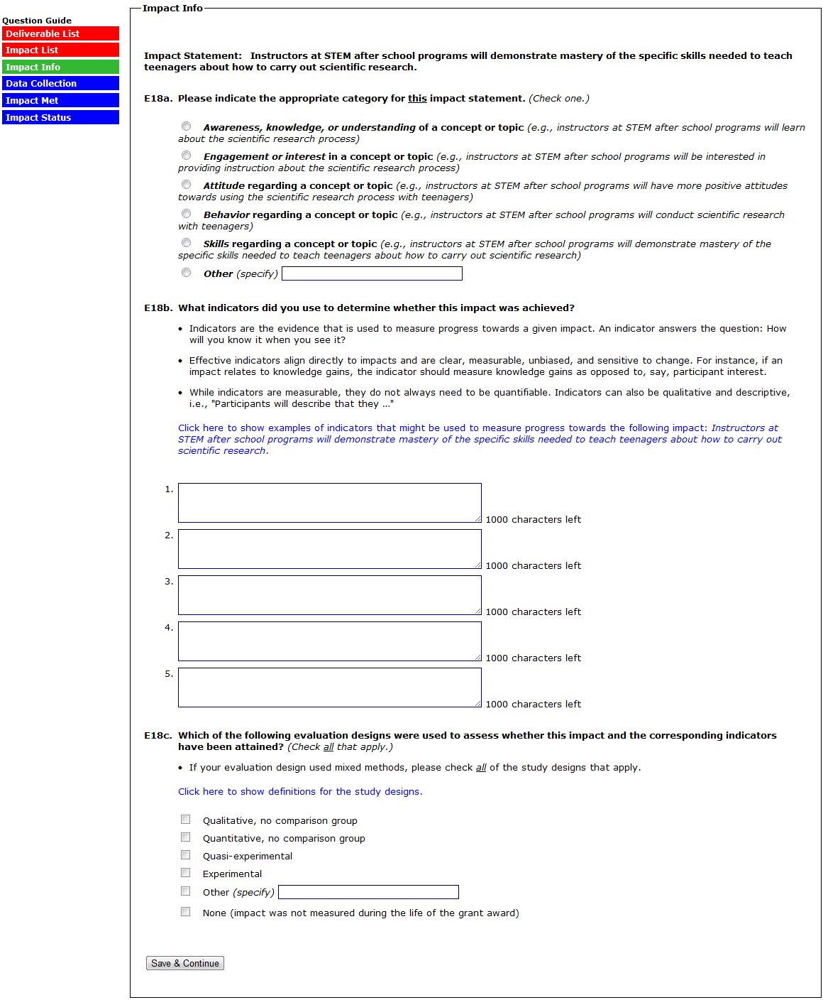 Impact Info
Question Guide
Deliverable List
Impact List
Impact Info
Data Collection
Impact Met
Impact Status
Impact Statement: Instructors at STEM after school programs will demonstrate mastery of the specific skills needed to teach
teenagers about how to carry out scientific research.
E18a. Please indicate the appropriate category for this impact statement. (Check one.)
Awareness, knowledge, or understanding of a concept or topic (e.g., instructors at STEM after school programs will learn
about the scientific research process)
Engagement or interest in a concept or topic (e.g., instructors at STEM after school programs will be interested in
providing instruction about the scientific research process)
Attitude regarding a concept or topic (e.g., instructors at STEM after school programs will have more positive attitudes
towards using the scientific research process with teenagers)
Behavior regarding a concept or topic (e.g., instructors at STEM after school programs will conduct scientific research
with teenagers)
Skills regarding a concept or topic (e.g., instructors at STEM after school programs will demonstrate mastery of the
specific skills needed to teach teenagers about how to carry out scientific research)
Other (specify)
E18b. What indicators did you use to determine whether this impact was achieved?
• Indicators are the evidence that is used to measure progress towards a given impact. An indicator answers the question: How
will you know it when you see it?
• Effective indicators align directly to impacts and are clear, measurable, unbiased, and sensitive to change. For instance, if an
impact relates to knowledge gains, the indicator should measure knowledge gains as opposed to, say, participant interest.
• While indicators are measurable, they do not always need to be quantifiable. Indicators can also be qualitative and descriptive,
i.e., "Participants will describe that they ..."
Click here to show examples of indicators that might be used to measure progress towards the following impact: Instructors at
STEM after school programs will demonstrate mastery of the specific skills needed to teach teenagers about how to carry out
scientific research.
1.
1000 characters left
2.
1000 characters left
3.
1000 characters left
4.
1000 characters left
5.
1000 characters left
E18c. Which of the following evaluation designs were used to assess whether this impact and the corresponding indicators
have been attained? (Check all that apply.)
• If your evaluation design used mixed methods, please check all of the study designs that apply.
Click here to show definitions for the study designs.
Qualitative, no comparison group
Quantitative, no comparison group
Quasi-experimental
Experimental
Other (specify)
None (impact was not measured during the life of the grant award)
Save & Continue